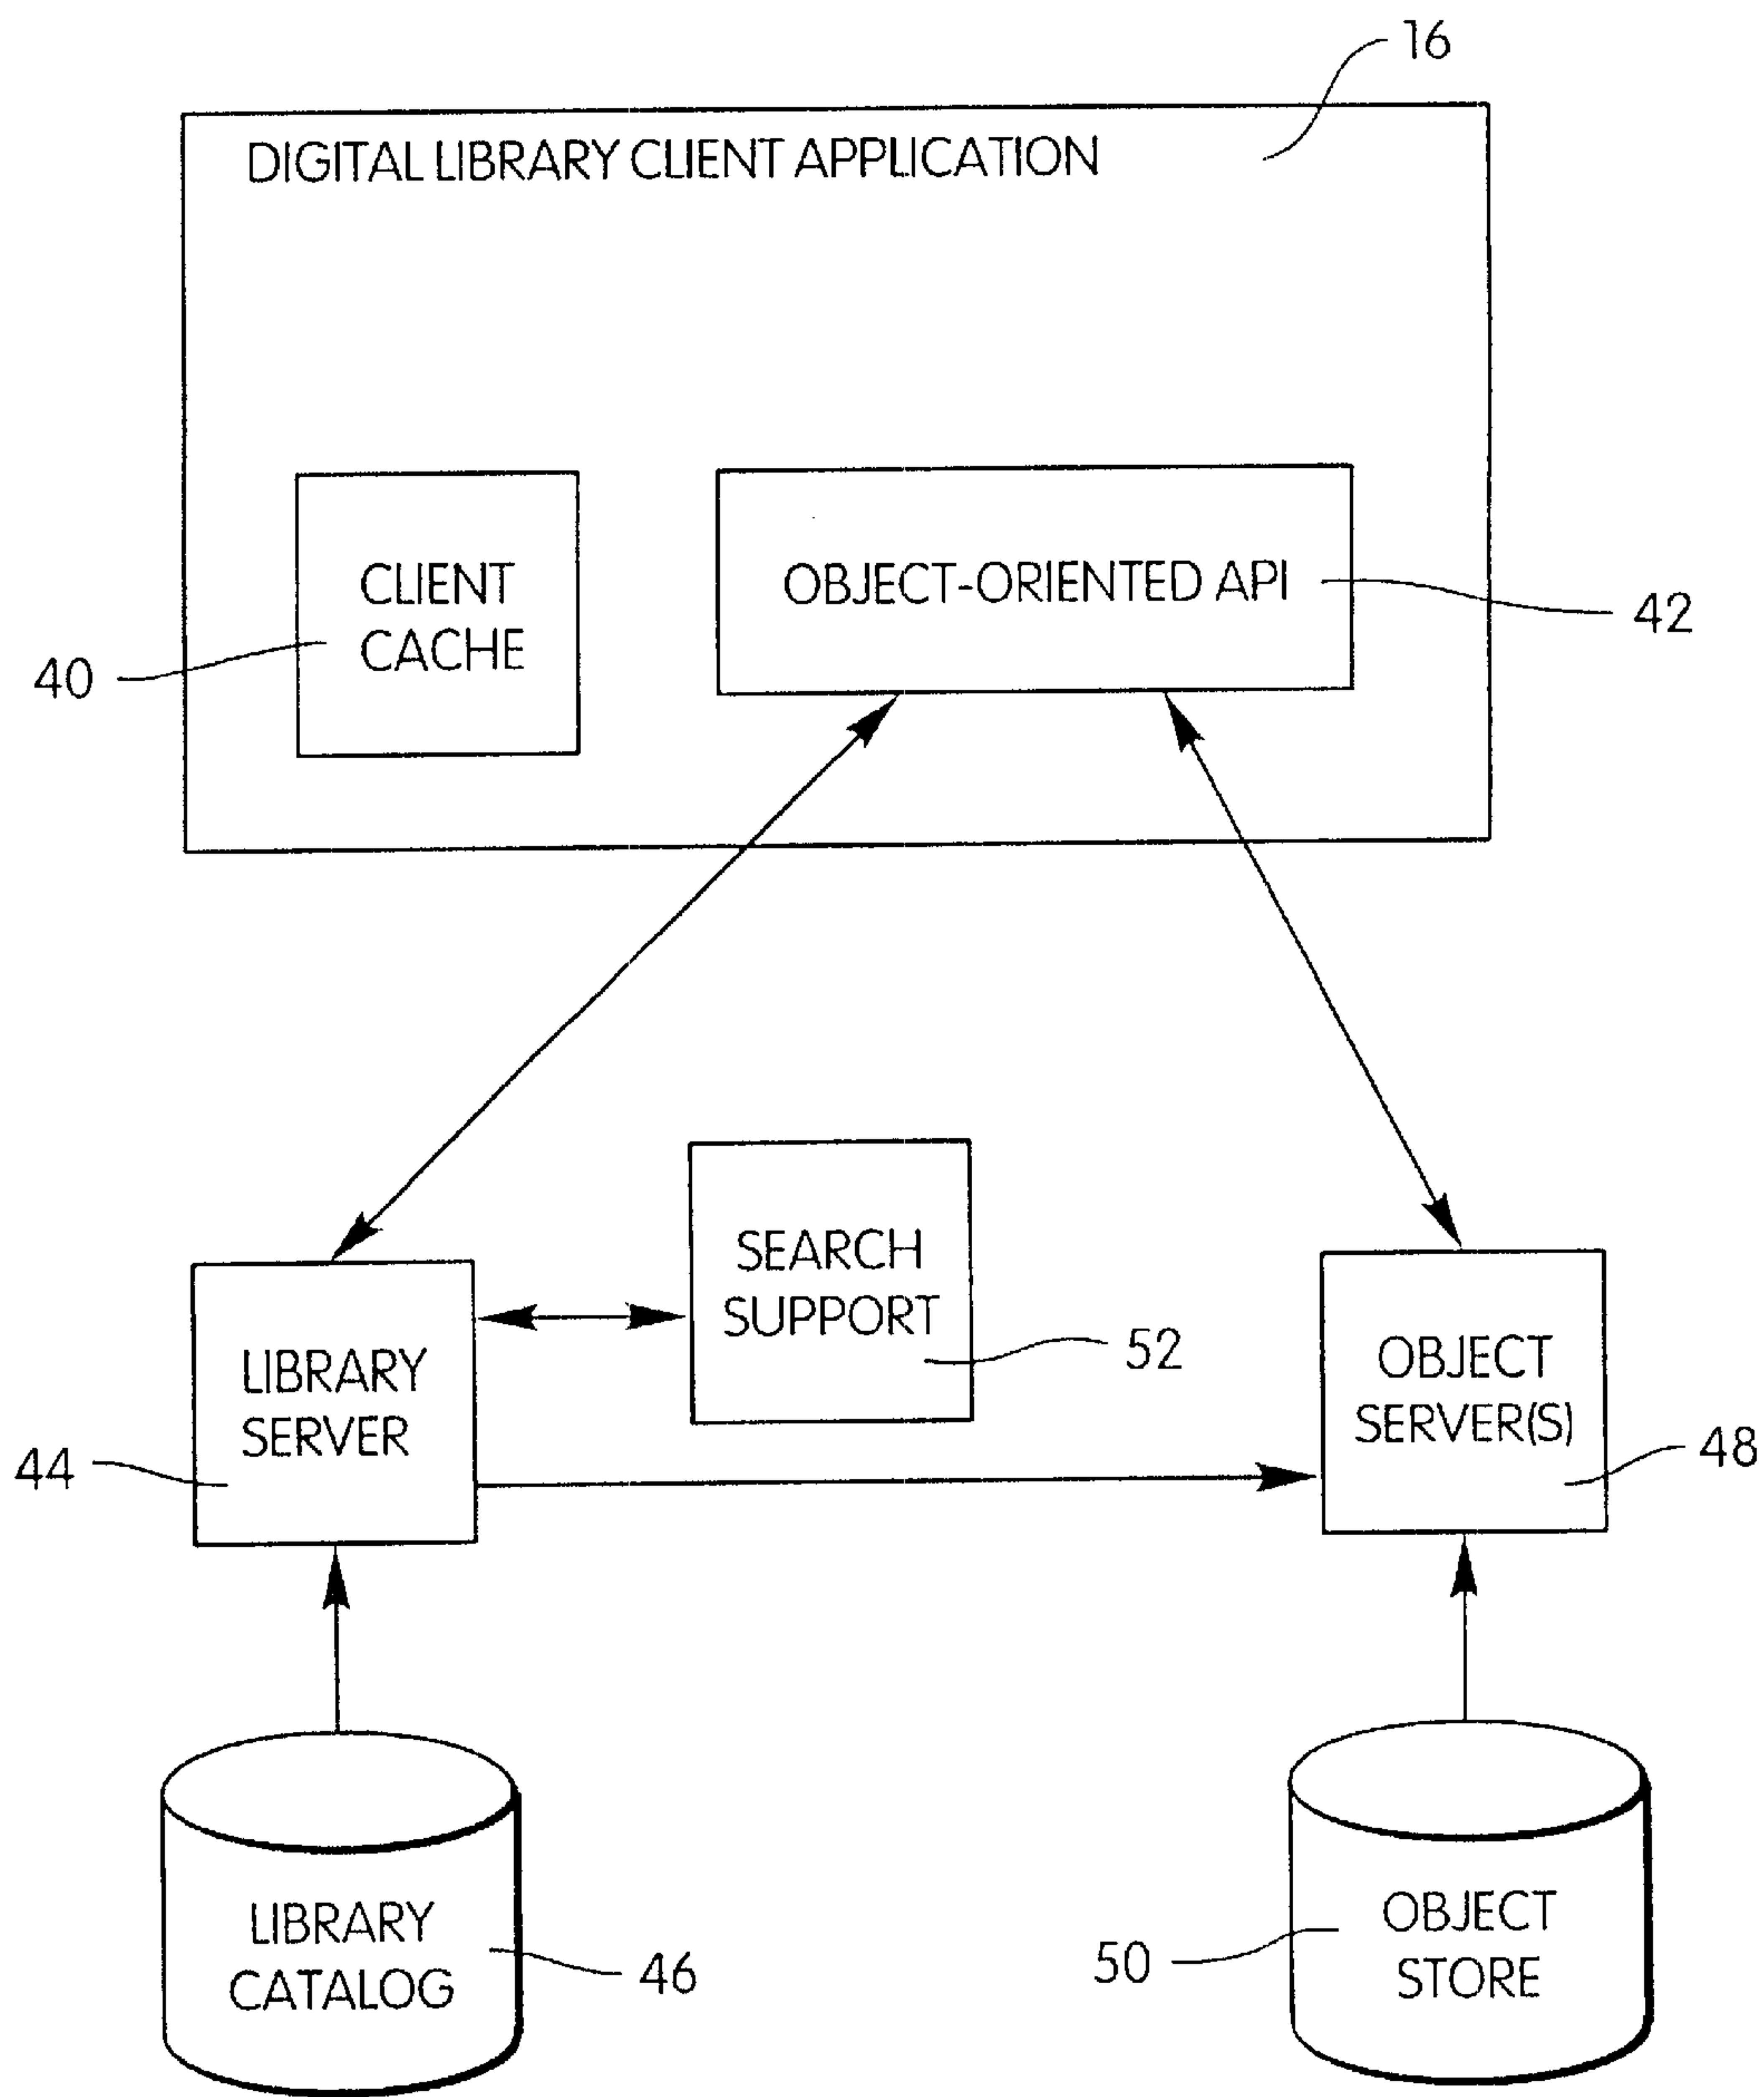 16
DIGITAL LIBRARY CLIENT APPLICATION
CLIENT
CACHE
40
OBJECT-ORIENTED API
42
SEARCH
SUPPORT
52
LIBRARY
SERVER
44
OBJECT
SERVER(S)
48
LIBRARY
CATALOG
46
OBJECT
STORE
50